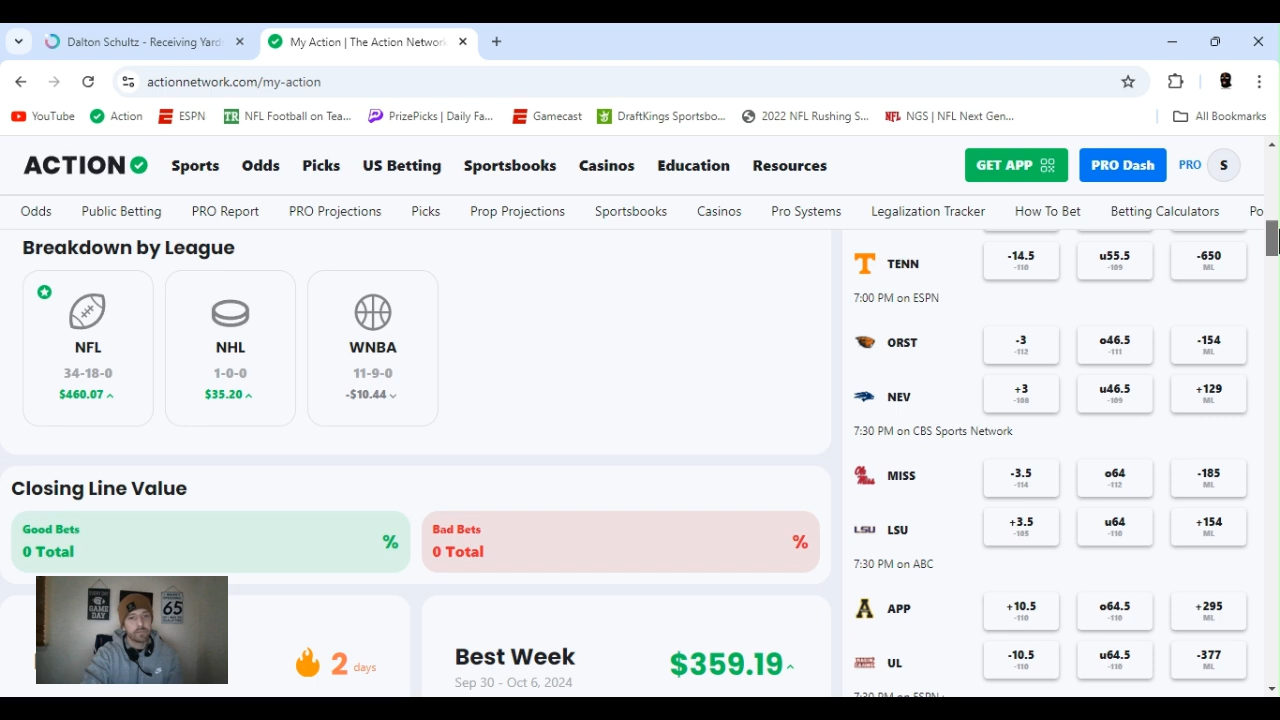 Dalton Schultz - Receiving Yard
My Action | The Action Network
actionnetwork.com/my-action
YouTube
Action
ESPN
NFL Football on Tea...
PrizePicks | Daily Fa...
Gamecast
DraftKings Sportsbo...
2022 NFL Rushing S...
NGS | NFL Next Gen...
All Bookmarks
ACTION
Sports
Odds
Picks
US Betting
Sportsbooks
Casinos
Education
Resources
GET APP
PRO Dash
PRO
S
Odds
Public Betting
PRO Report
PRO Projections
Picks
Prop Projections
Sportsbooks
Casinos
Pro Systems
Legalization Tracker
How To Bet
Betting Calculators
Po
Breakdown by League
NFL
34-18-0
$460.07
NHL
1-0-0
$35.20
WNBA
11-9-0
-$10.44
Closing Line Value
Good Bets
0 Total
%
Bad Bets
0 Total
%
GAME DAY
65
2 days
Best Week
Sep 30 - Oct 6, 2024
$359.19
TENN
-14.5
-110
u55.5
-109
-650
ML
7:00 PM on ESPN
ORST
-3
-112
o46.5
-111
-154
ML
NEV
+3
-108
u46.5
-109
+129
ML
7:30 PM on CBS Sports Network
MISS
-3.5
-114
o64
-112
-185
ML
LSU
LSU
+3.5
-105
u64
-110
+154
ML
7:30 PM on ABC
APP
+10.5
-110
o64.5
-110
+295
ML
UL
-10.5
-110
u64.5
-110
-377
ML